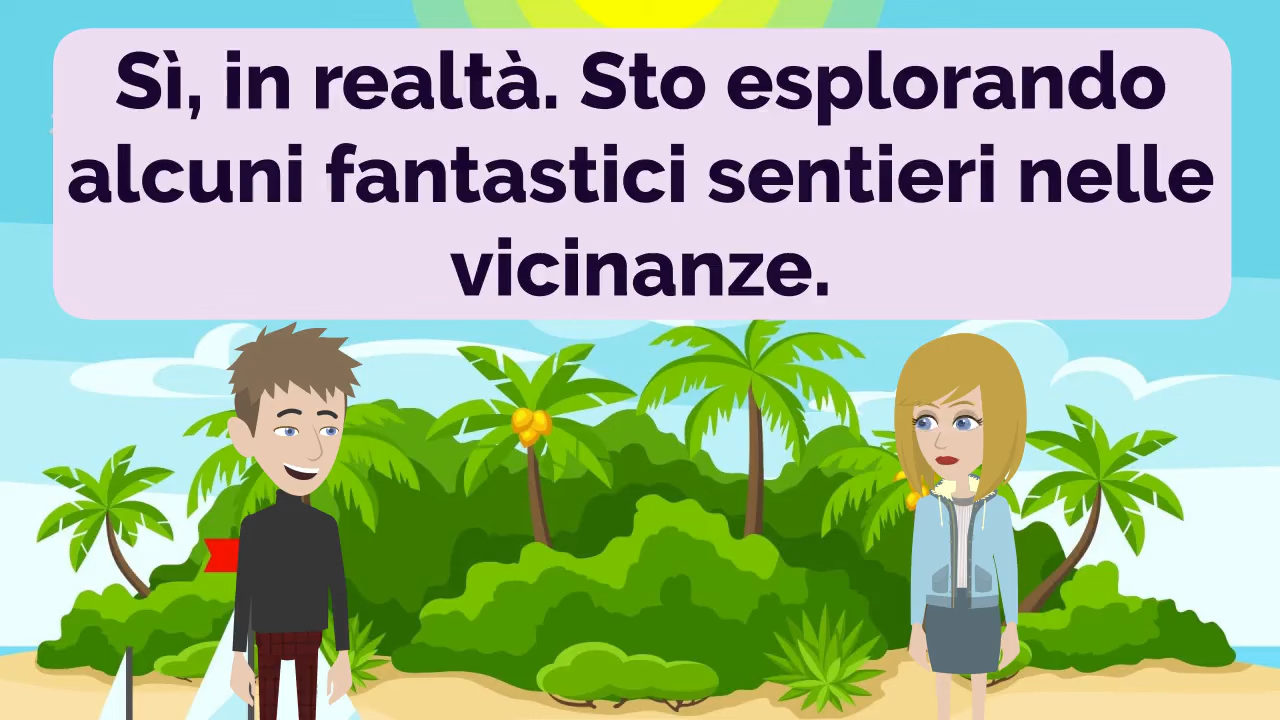 Sì, in realtà. Sto esplorando
alcuni fantastici sentieri nelle
vicinanze.